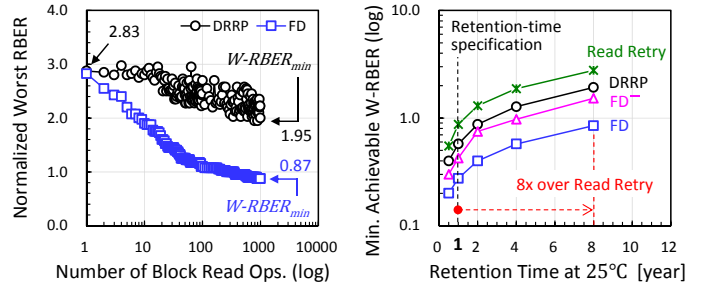 Normalized Worst RBER
4.0
3.0
2.0
1.0
0.0
2.83
DRRP
FD
W-RBERmin
1.95
0.87
W-RBERmin
1
10
100
1000
10000
Number of Block Read Ops. (log)
Min. Achievable W-RBER (log)
10.0
1.0
0.1
Retention-time
specification
Read Retry
DRRP
FD−
FD
8x over Read Retry
0
1
2
4
6
8
10
12
Retention Time at 25℃ [year]